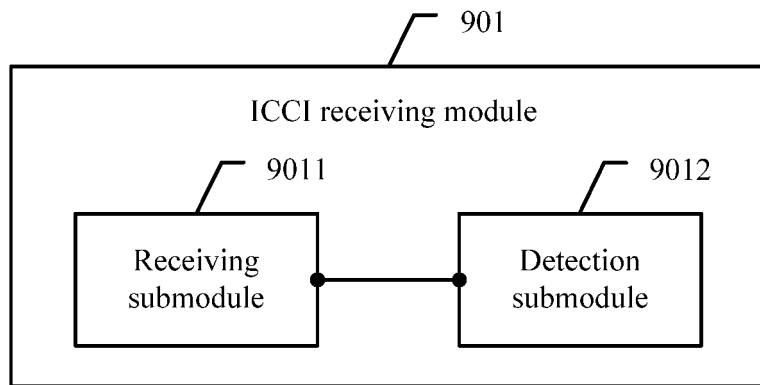 901
ICCI receiving module
9011
9012
Receiving
submodule
Detection
submodule